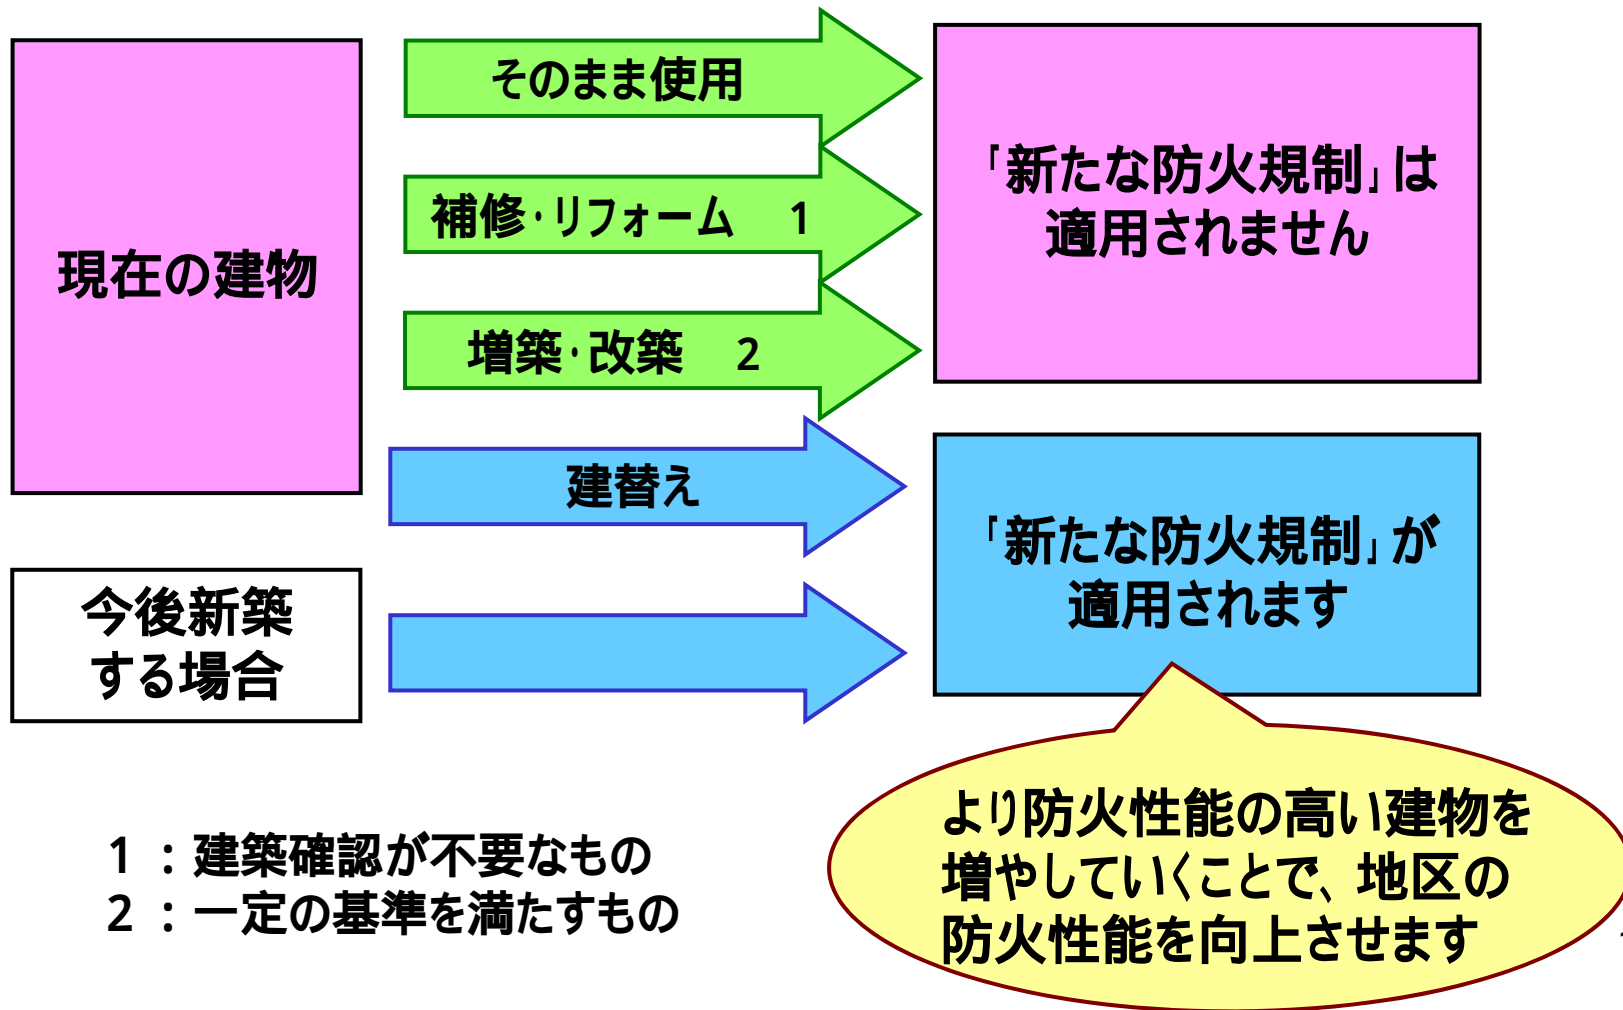 現在の建物
そのまま使用
補修・リフォーム　1
増築・改築　2
建替え
「新たな防火規制」は
適用されません
「新たな防火規制」が
適用されます
今後新築
する場合
より防火性能の高い建物を
増やしていくことで、地区の
防火性能を向上させます
1 ：建築確認が不要なもの
2 ：一定の基準を満たすもの